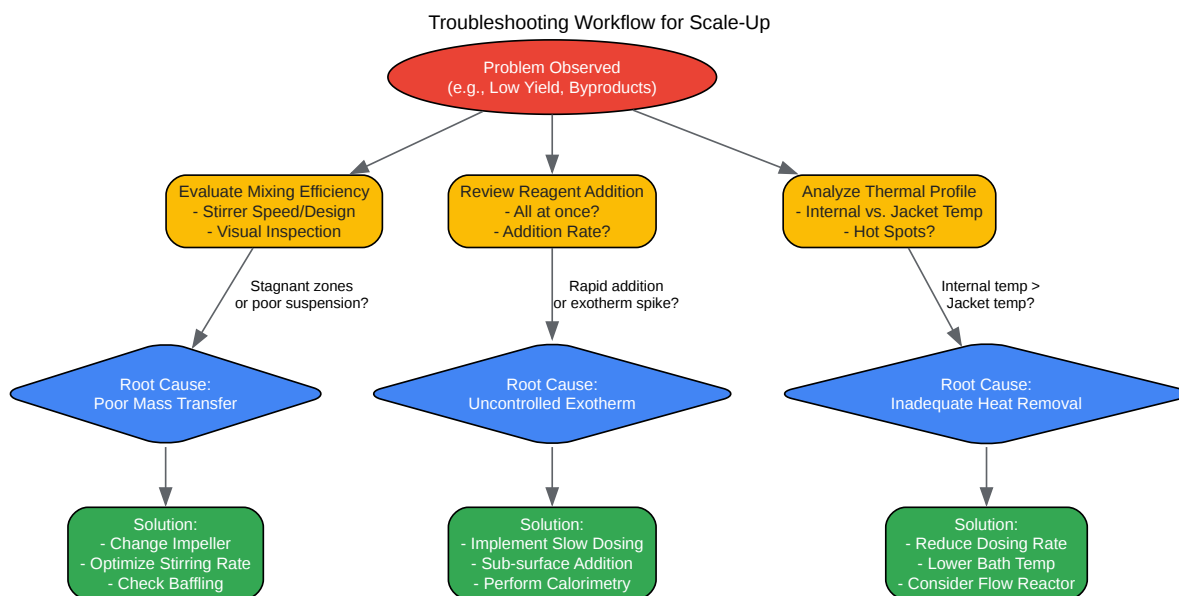 Troubleshooting Workflow for Scale-Up
Problem Observed
(e.g., Low Yield, Byproducts)
Evaluate Mixing Efficiency
- Stirrer Speed/Design
- Visual Inspection
Review Reagent Addition
- All at once?
- Addition Rate?
Analyze Thermal Profile
- Internal vs. Jacket Temp
- Hot Spots?
Stagnant zones
or poor suspension?
Rapid addition
or exotherm spike?
Internal temp >
Jacket temp?
Root Cause:
Poor Mass Transfer
Root Cause:
Uncontrolled Exotherm
Root Cause:
Inadequate Heat Removal
Solution:
- Change Impeller
- Optimize Stirring Rate
- Check Baffling
Solution:
- Implement Slow Dosing
- Sub-surface Addition
- Perform Calorimetry
Solution:
- Reduce Dosing Rate
- Lower Bath Temp
- Consider Flow Reactor